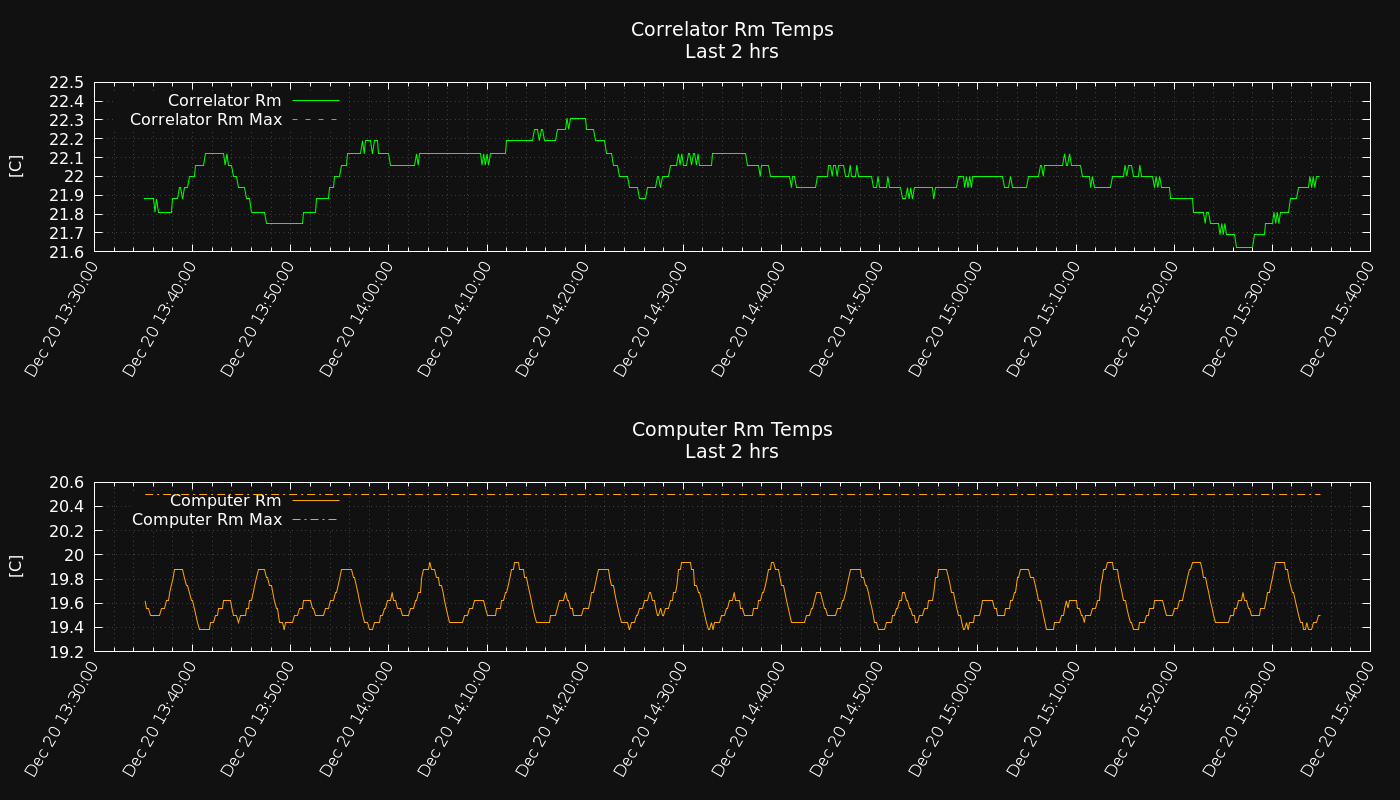 Correlator Rm Temps
Last 2 hrs
22.5
22.4
22.3
22.2
22.1
22
21.9
21.8
21.7
21.6
[C]
Correlator Rm
Correlator Rm Max
Dec 20 13:30:00
Dec 20 13:40:00
Dec 20 13:50:00
Dec 20 14:00:00
Dec 20 14:10:00
Dec 20 14:20:00
Dec 20 14:30:00
Dec 20 14:40:00
Dec 20 14:50:00
Dec 20 15:00:00
Dec 20 15:10:00
Dec 20 15:20:00
Dec 20 15:30:00
Dec 20 15:40:00
Computer Rm Temps
Last 2 hrs
20.6
20.4
20.2
20
19.8
19.6
19.4
19.2
[C]
Computer Rm
Computer Rm Max
Dec 20 13:30:00
Dec 20 13:40:00
Dec 20 13:50:00
Dec 20 14:00:00
Dec 20 14:10:00
Dec 20 14:20:00
Dec 20 14:30:00
Dec 20 14:40:00
Dec 20 14:50:00
Dec 20 15:00:00
Dec 20 15:10:00
Dec 20 15:20:00
Dec 20 15:30:00
Dec 20 15:40:00